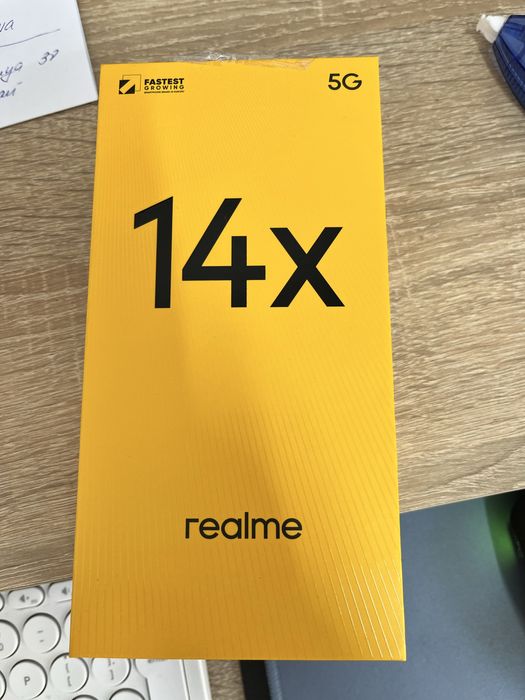 FASTEST
GROWING
5G
14x
realme
P